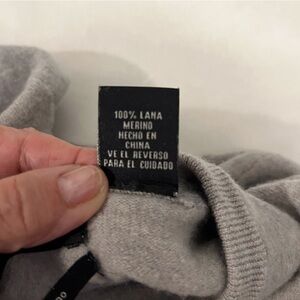 100% LANA
MERINO
HECHO EN
CHINA
VE EL REVERSO
PARA EL CUIDADO